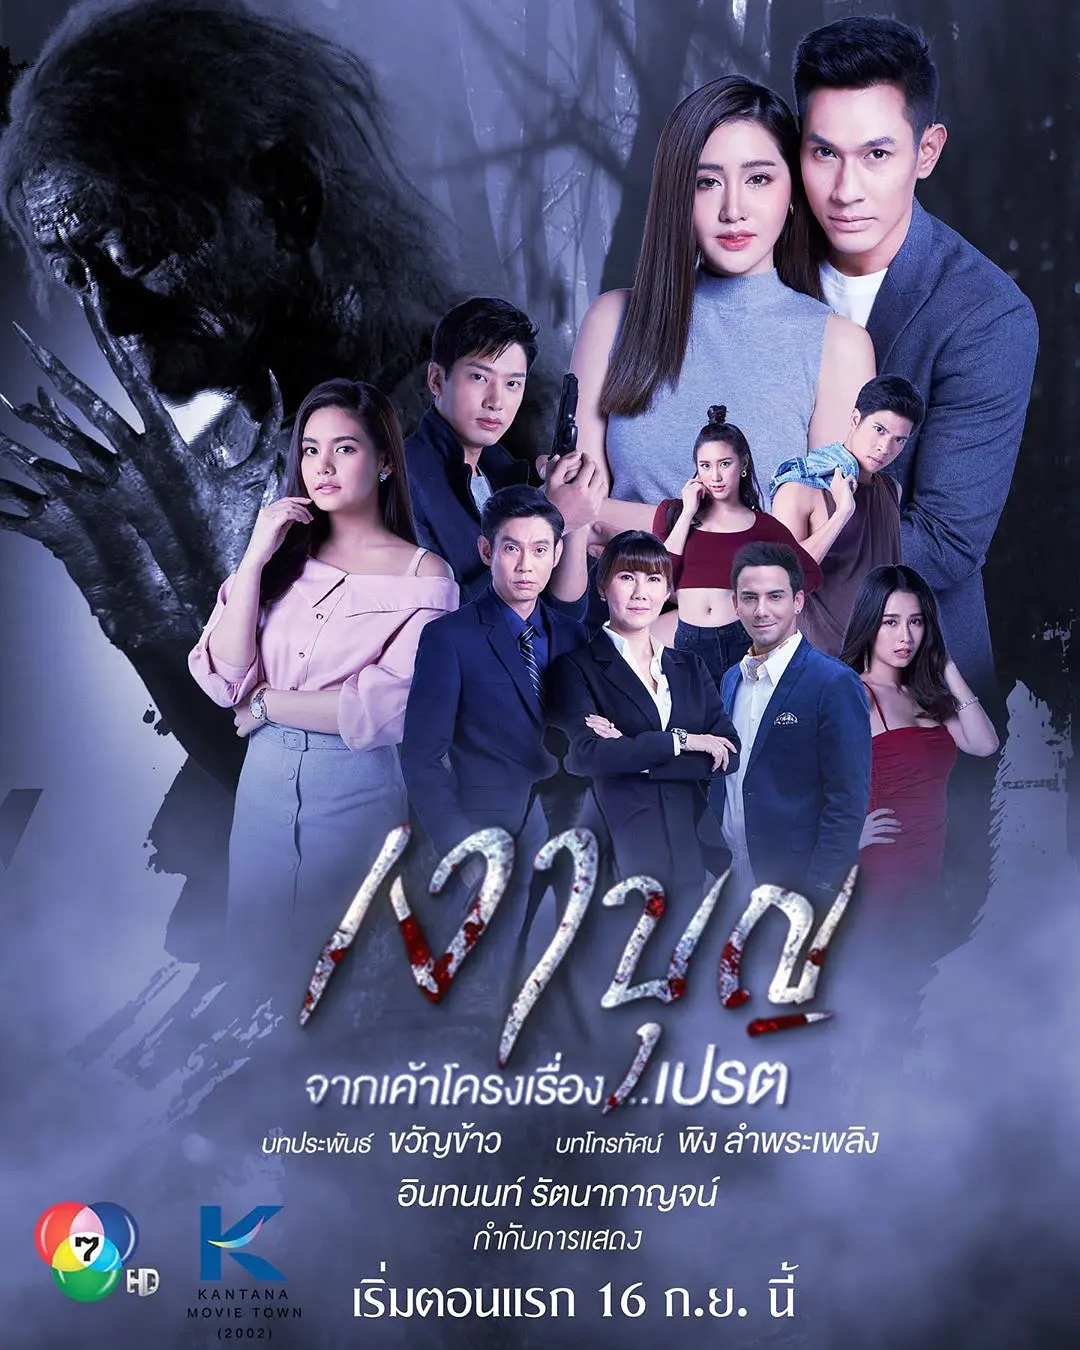 เงาบุญ
จากเค้าโครงเรื่อง....เปรต
บทประพันธ์ ขวัญข้าว บทโทรทัศน์ พิง ลำพระเพลิง
อินทนนท์ รัตนากาญจน์
กำกับการแสดง
7 HD
KANTANA
MOVIE TOWN
(2002)
เริ่มตอนแรก 16 ก.ย. นี้